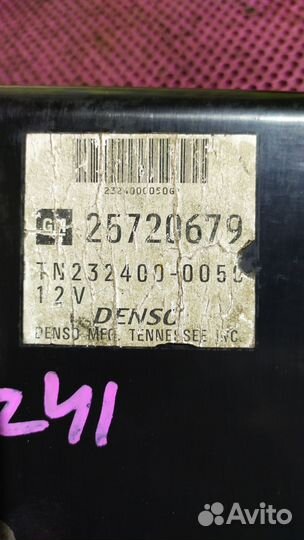 2324000050G
GM 25720679
TN232400-0050
12V
DENSO
DENSO MFG. TENNESSEE INC.
241
Avito